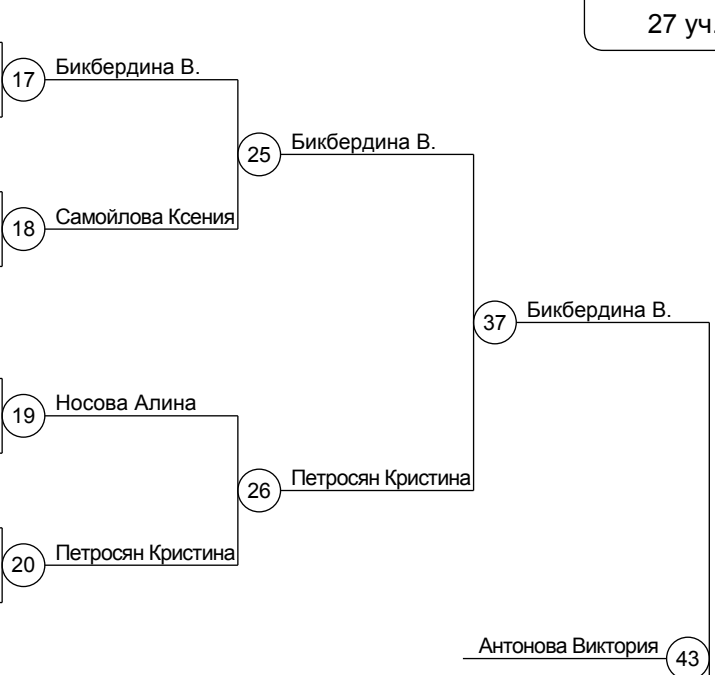 27 уч.
17 Бикбердина В.
25 Бикбердина В.
18 Самойлова Ксения
37 Бикбердина В.
19 Носова Алина
26 Петросян Кристина
20 Петросян Кристина
Антонова Виктория 43